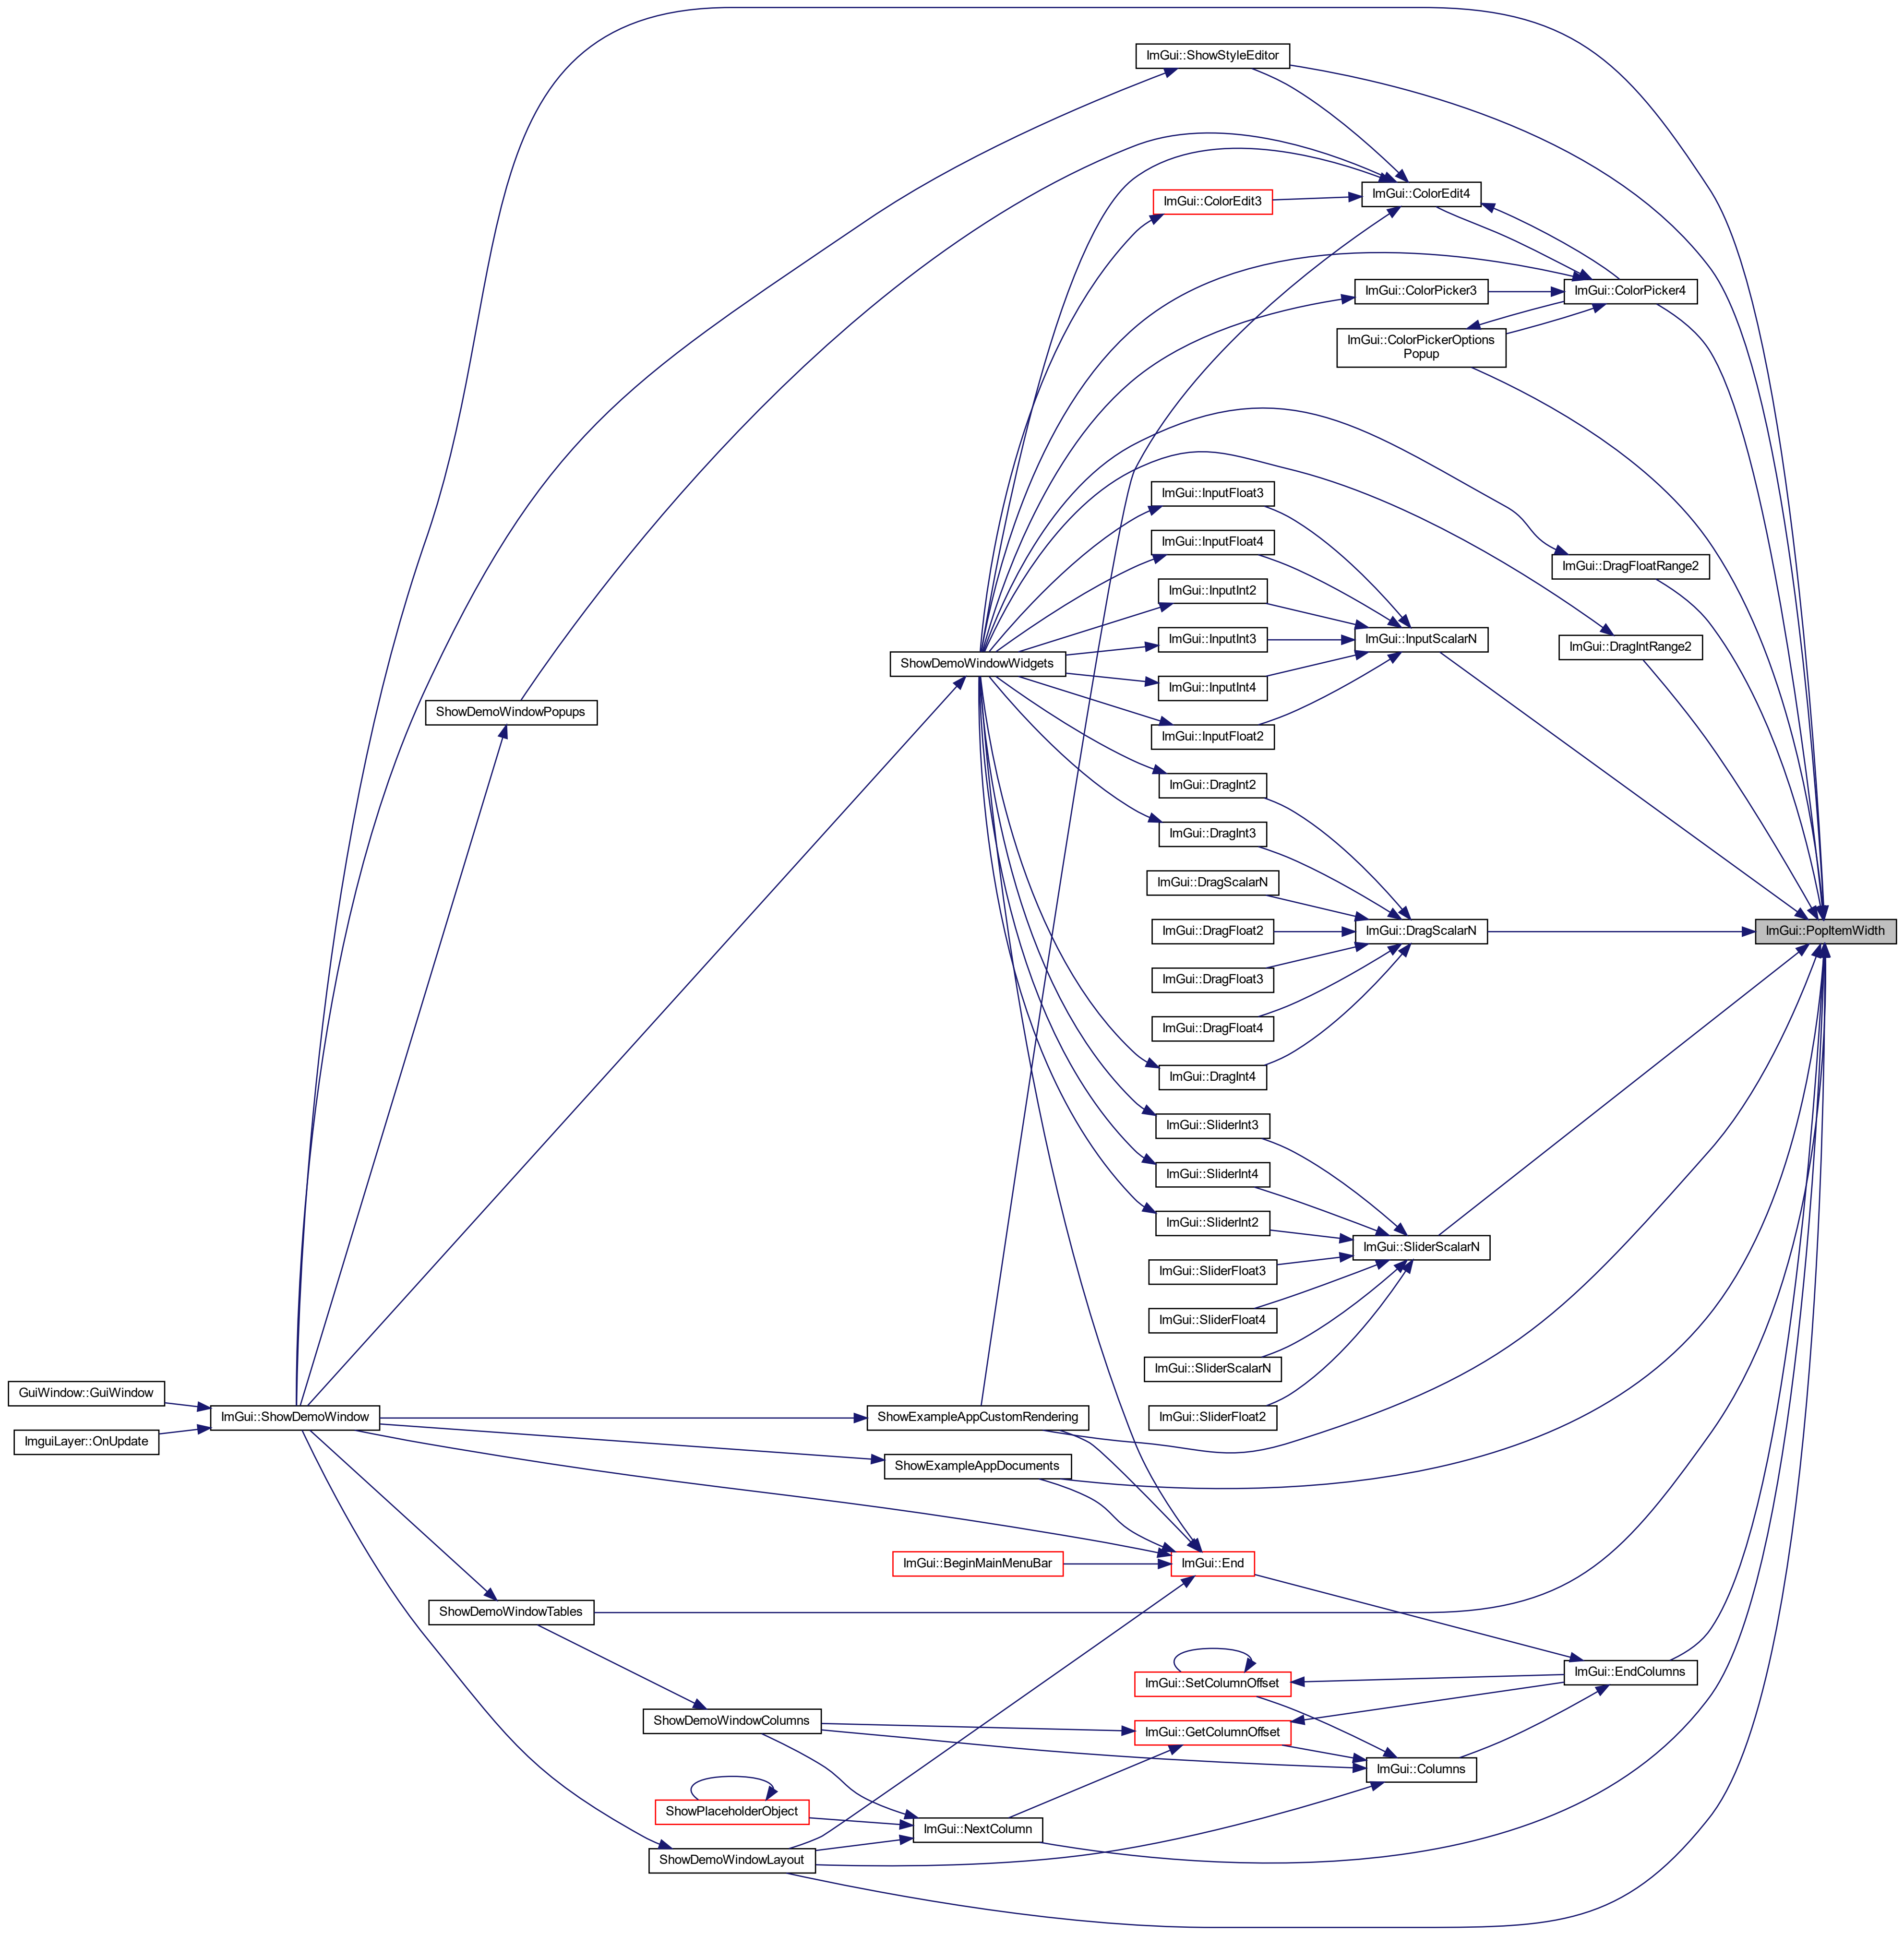 ImGui::ShowStyleEditor
ImGui::ColorEdit4
ImGui::ColorEdit3
ImGui::ColorPicker3
ImGui::ColorPicker4
ImGui::ColorPickerOptions
Popup
ImGui::InputFloat3
ImGui::InputFloat4
ImGui::DragFloatRange2
ImGui::InputInt2
ImGui::InputInt3
ImGui::InputScalarN
ImGui::DragIntRange2
ShowDemoWindowWidgets
ImGui::InputInt4
ShowDemoWindowPopups
ImGui::InputFloat2
ImGui::DragInt2
ImGui::DragInt3
ImGui::DragScalarN
ImGui::DragFloat2
ImGui::DragScalarN
ImGui::PopItemWidth
ImGui::DragFloat3
ImGui::DragFloat4
ImGui::DragInt4
ImGui::SliderInt3
ImGui::SliderInt4
ImGui::SliderInt2
ImGui::SliderScalarN
ImGui::SliderFloat3
ImGui::SliderFloat4
ImGui::SliderScalarN
GuiWindow::GuiWindow
ImGui::ShowDemoWindow
ShowExampleAppCustomRendering
ImGui::SliderFloat2
ImguiLayer::OnUpdate
ShowExampleAppDocuments
ImGui::BeginMainMenuBar
ImGui::End
ShowDemoWindowTables
ImGui::EndColumns
ImGui::SetColumnOffset
ShowDemoWindowColumns
ImGui::GetColumnOffset
ImGui::Columns
ShowPlaceholderObject
ImGui::NextColumn
ShowDemoWindowLayout